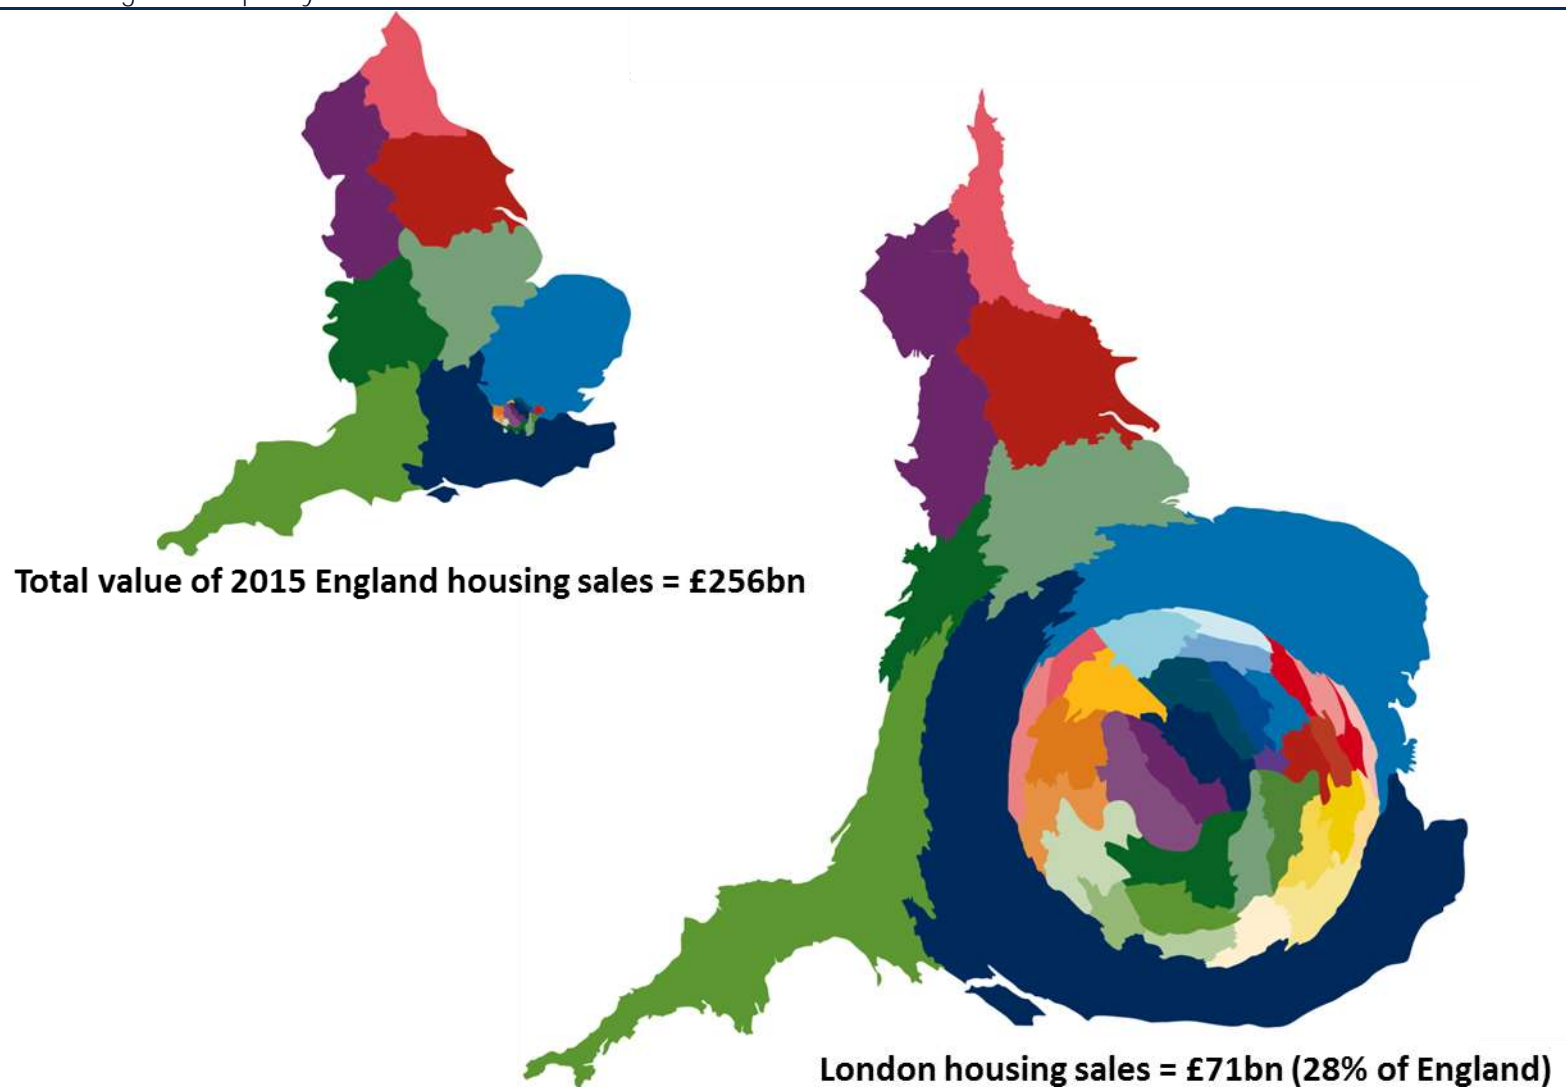 Total value of 2015 England housing sales = £256bn
London housing sales = £71bn (28% of England)